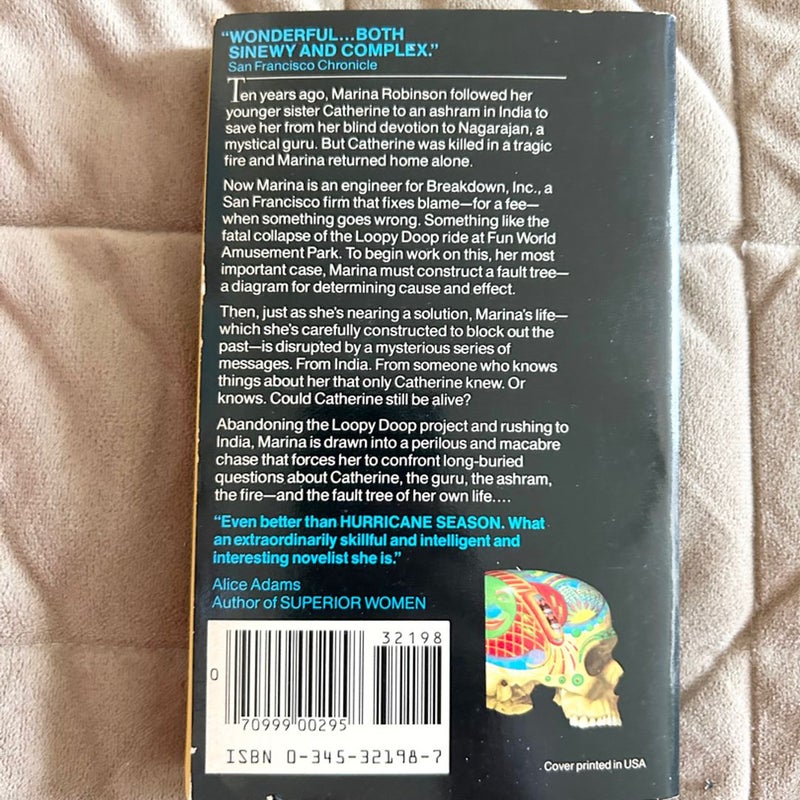 “WONDERFUL...BOTH
SINEWY AND COMPLEX.”
San Francisco Chronicle
Ten years ago, Marina Robinson followed her
younger sister Catherine to an ashram in India to
save her from her blind devotion to Nagarajan, a
mystical guru. But Catherine was killed in a tragic
fire and Marina returned home alone.
Now Marina is an engineer for Breakdown, Inc., a
San Francisco firm that fixes blame—for a fee—
when something goes wrong. Something like the
fatal collapse of the Loopy Doop ride at Fun World
Amusement Park. To begin work on this, her most
important case, Marina must construct a fault tree—
a diagram for determining cause and effect.
Then, just as she's nearing a solution, Marina's life—
which she's carefully constructed to block out the
past—is disrupted by a mysterious series of
messages. From India. From someone who knows
things about her that only Catherine knew. Or
knows. Could Catherine still be alive?
Abandoning the Loopy Doop project and rushing to
India, Marina is drawn into a perilous and macabre
chase that forces her to confront long-buried
questions about Catherine, the guru, the ashram,
the fire—and the fault tree of her own life....
“Even better than HURRICANE SEASON. What
an extraordinarily skillful and intelligent and
interesting novelist she is.”
Alice Adams
Author of SUPERIOR WOMEN
32198
0
70999 00295
ISBN 0-345-32198-7
Cover printed in USA